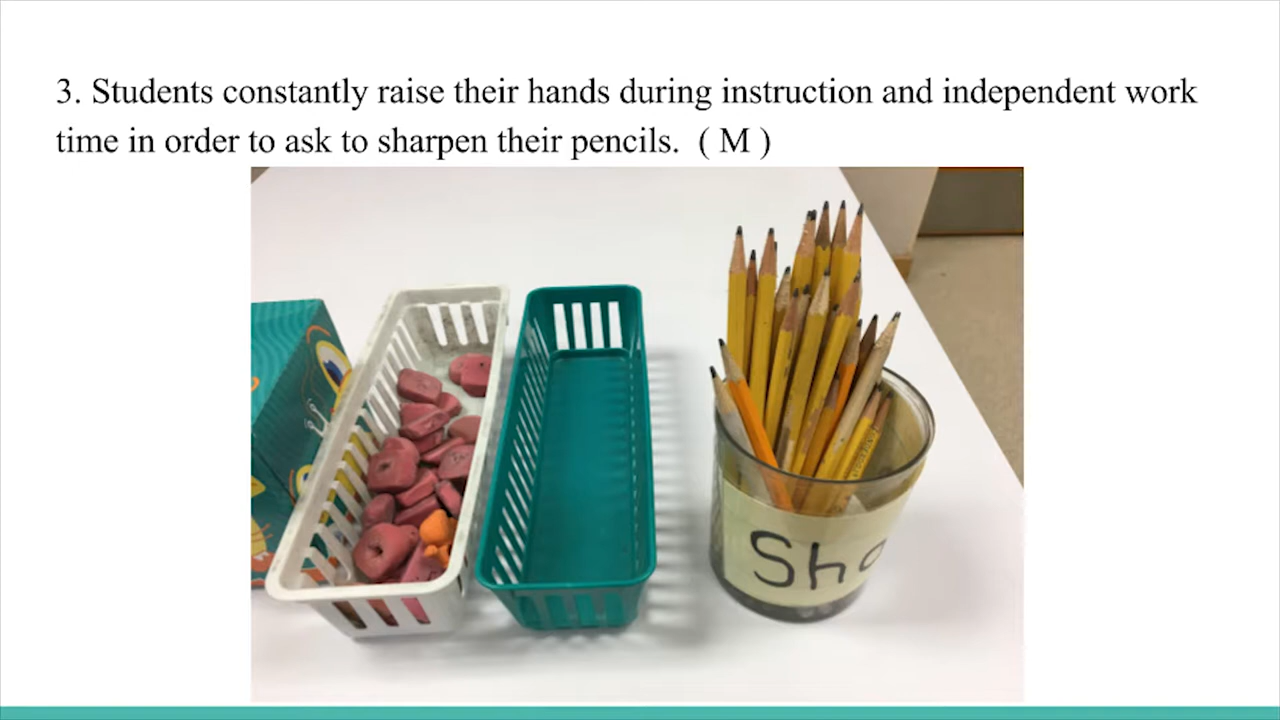 3. Students constantly raise their hands during instruction and independent work
time in order to ask to sharpen their pencils. ( M )
Sha